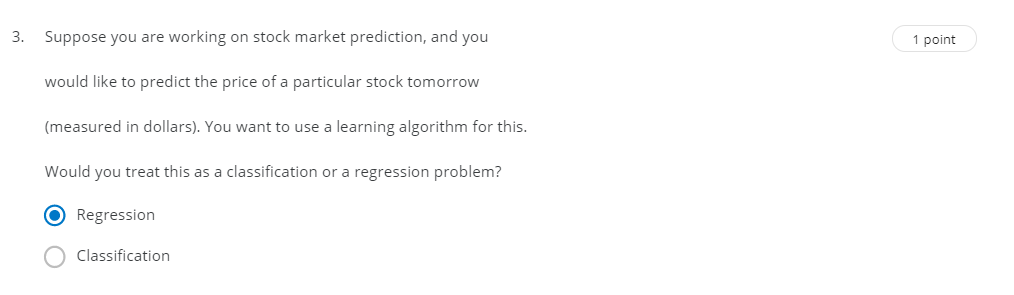 3. Suppose you are working on stock market prediction, and you
1 point
would like to predict the price of a particular stock tomorrow
(measured in dollars). You want to use a learning algorithm for this.
Would you treat this as a classification or a regression problem?
Regression
Classification